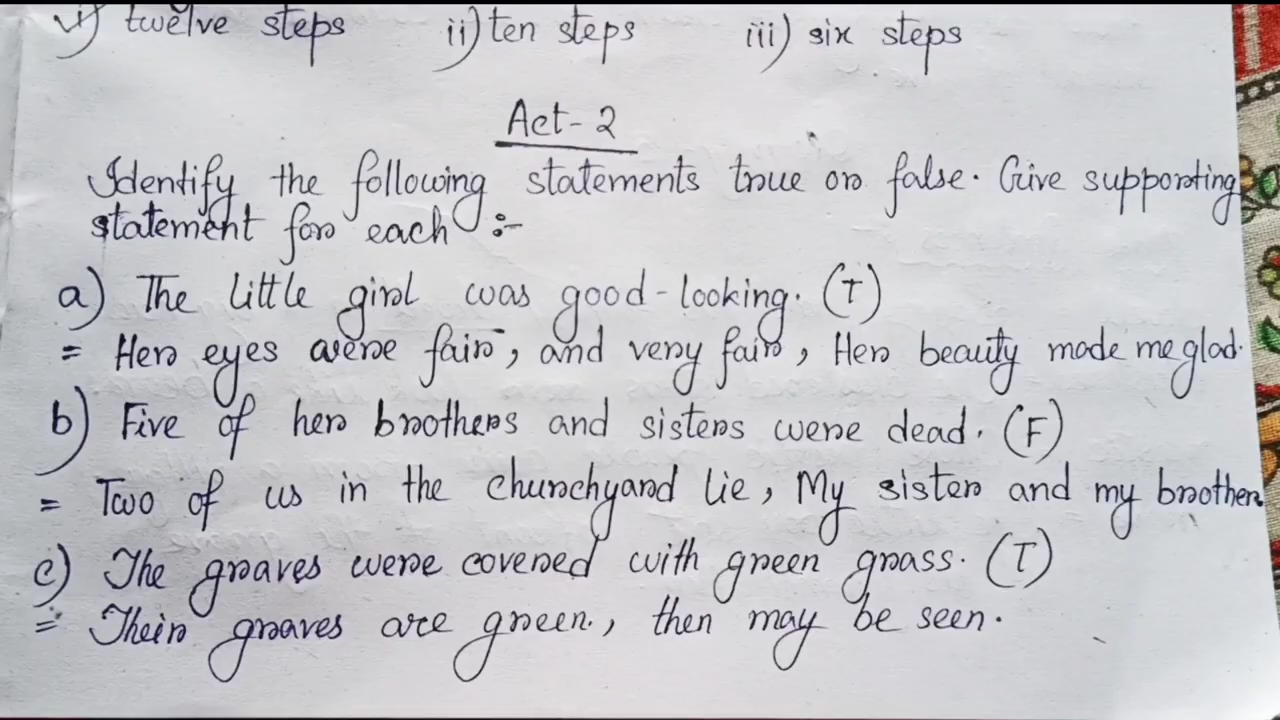 i) twelve steps ii) ten steps iii) six steps
Act-2
Identify the following statements true or false. Give supporting
statement for each :-
a) The little girl was good-looking. (T)
= Her eyes were fair, and very fair, Her beauty made me glad.
b) Five of her brothers and sisters were dead. (F)
= Two of us in the churchyard lie, My sister and my brother
c) The graves were covered with green grass. (T)
= Their graves are green, then may be seen.